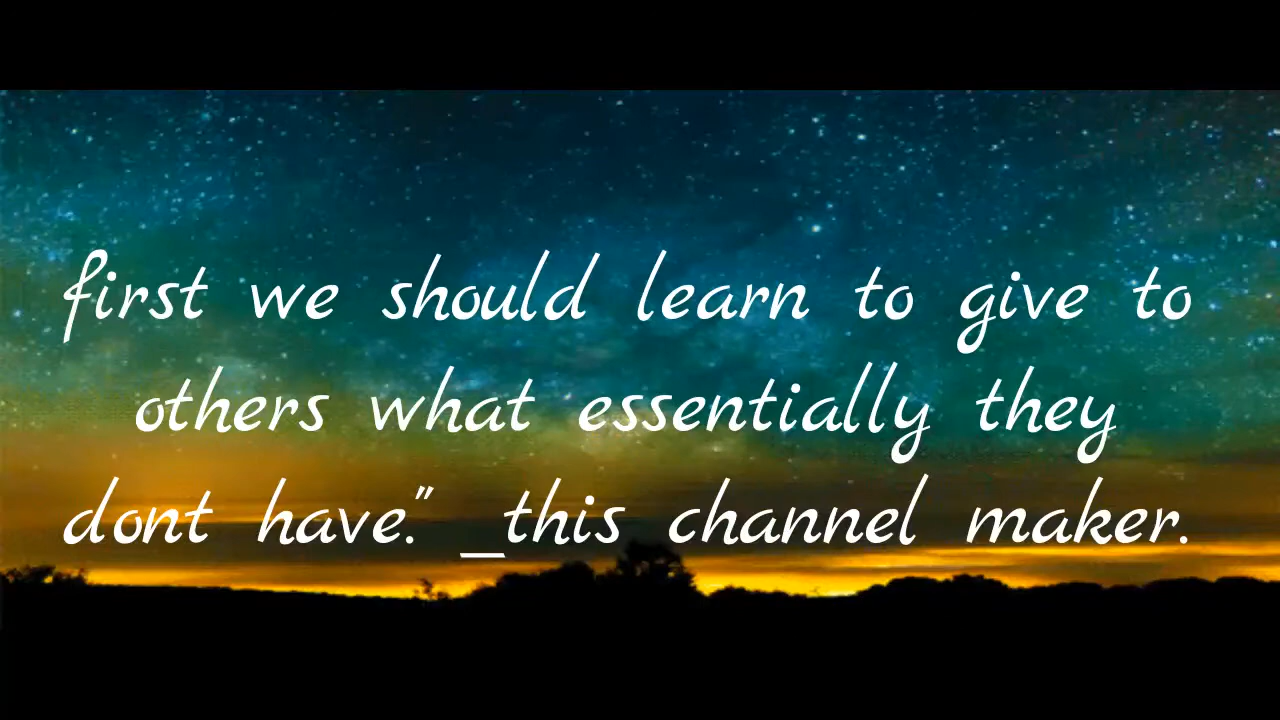 first we should learn to give to
others what essentially they
dont have." _this channel maker.